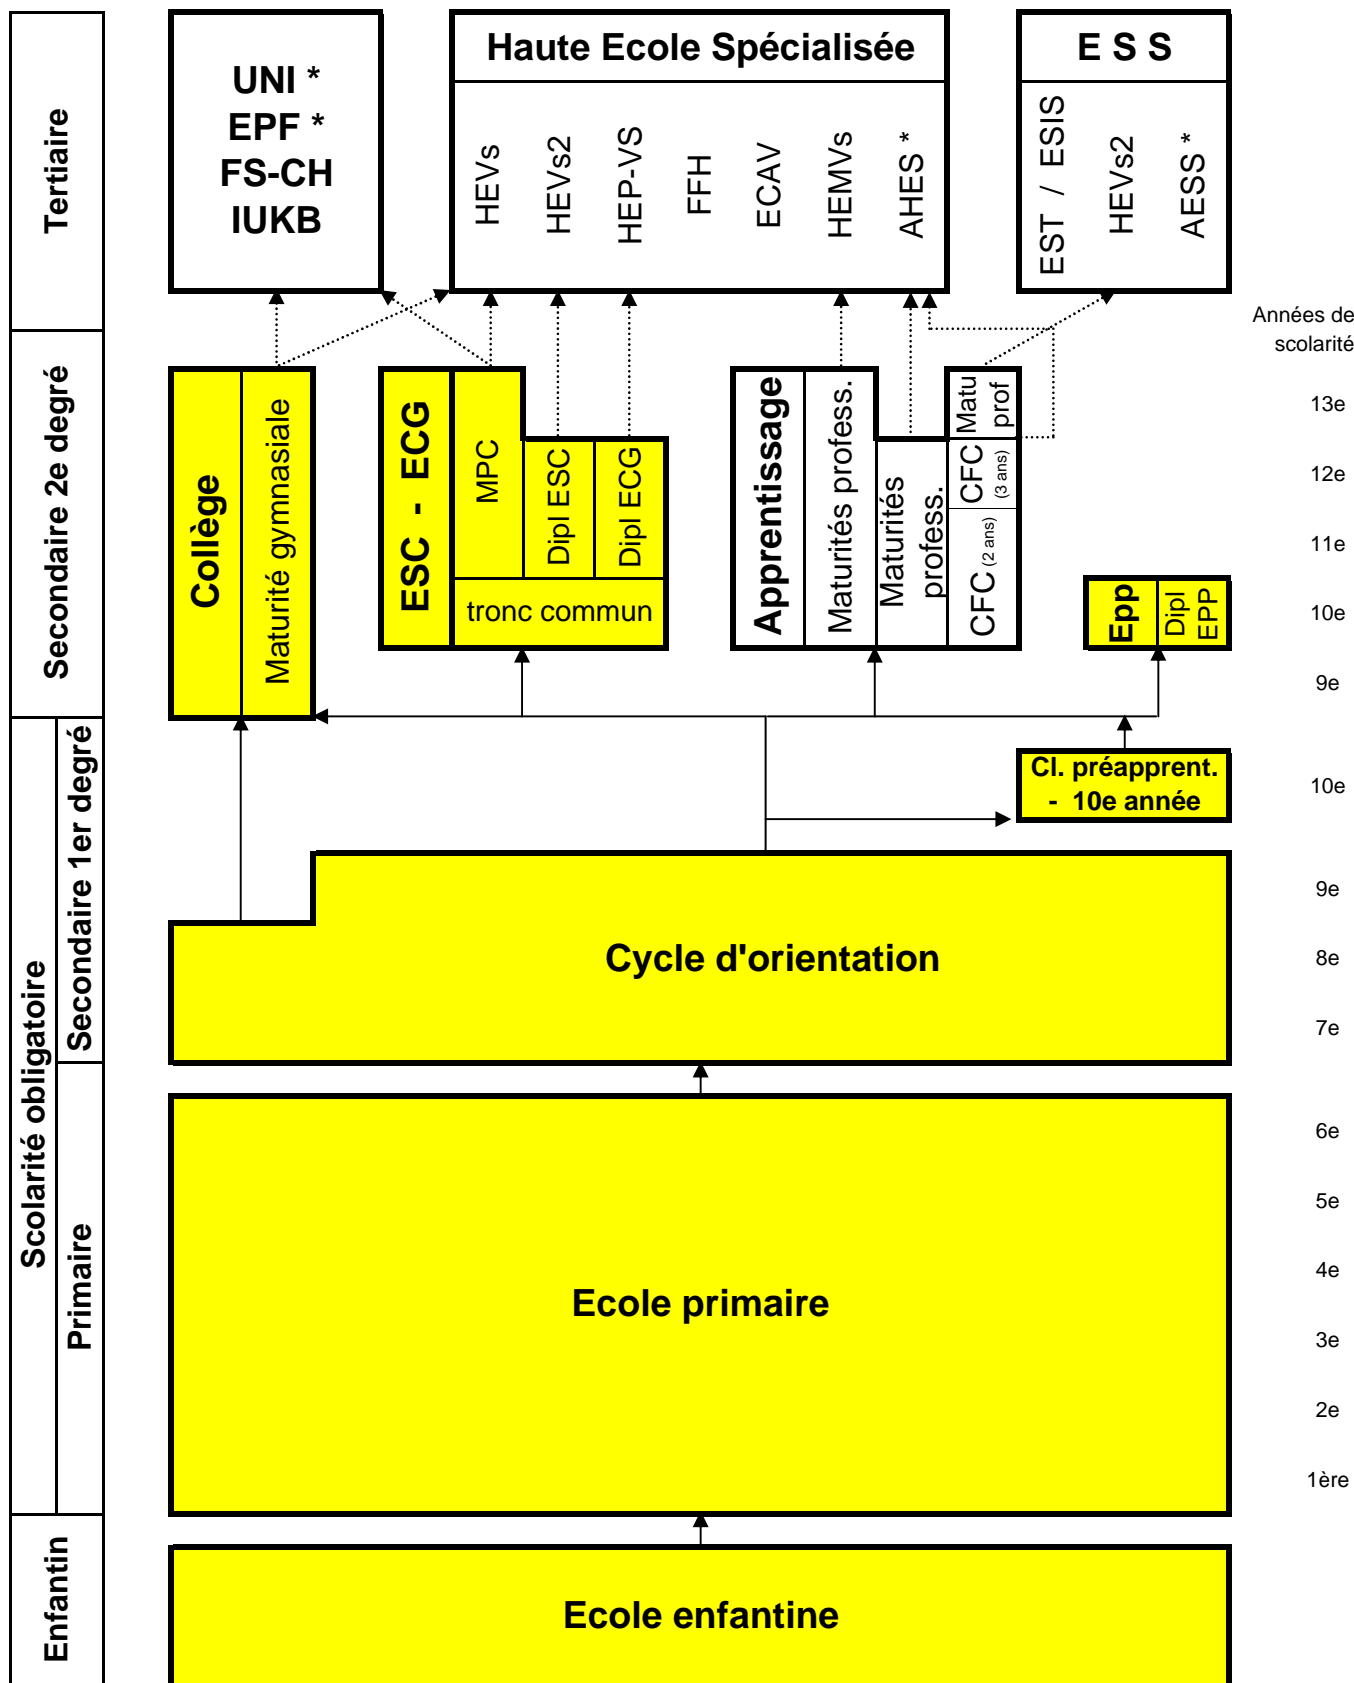 Tertiaire
UNI *
EPF *
FS-CH
IUKB
Haute Ecole Spécialisée
HEVs
HEVs2
HEP-VS
FFH
ECAV
HEMVs
AHES *
E S S
EST / ESIS
HEVs2
AESS *
Années de
scolarité
Secondaire 2e degré
Collège
Maturité gymnasiale
ESC - ECG
MPC
Dipl ESC
Dipl ECG
tronc commun
Apprentissage
Maturités profess.
Maturités
profess.
Matu
prof
CFC
(3 ans)
CFC (2 ans)
Epp
Dipl
EPP
13e
12e
11e
10e
9e
Scolarité obligatoire
Secondaire 1er degré
Cl. préapprent.
- 10e année
10e
Cycle d'orientation
9e
8e
7e
Primaire
Ecole primaire
6e
5e
4e
3e
2e
1ère
Enfantin
Ecole enfantine